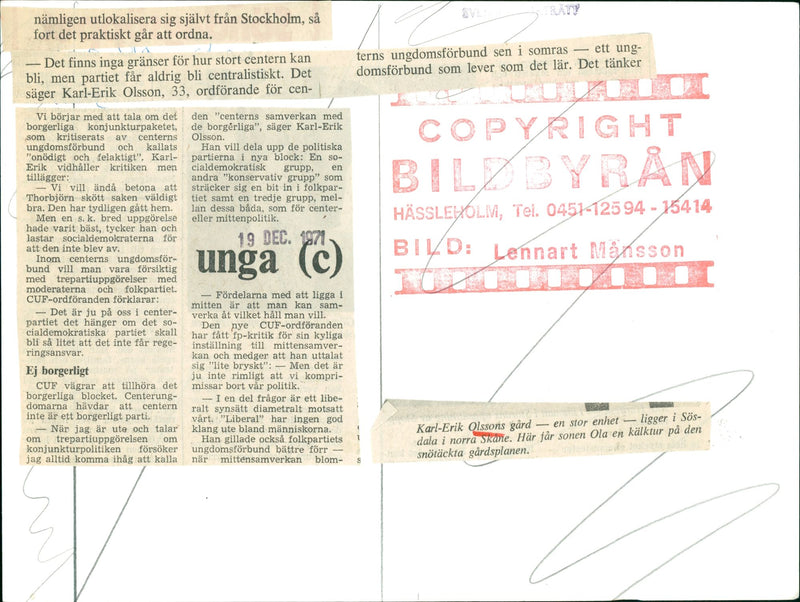 nämligen utlokalisera sig självt från Stockholm, så
fort det praktiskt går att ordna.
— Det finns inga gränser för hur stort centern kan
bli, men partiet får aldrig bli centralistiskt. Det
säger Karl-Erik Olsson, 33, ordförande för cen-
terns ungdomsförbund sen i somras — ett ung-
domsförbund som lever som det lär. Det tänker
Vi börjar med att tala om det
borgerliga konjunkturpaketet,
som kritiserats av centerns
ungdomsförbund och kallats
"onödigt och felaktigt". Karl-
Erik vidhåller kritiken men
tillägger:
— Vi vill ändå betona att
Thorbjörn skött saken väldigt
bra. Den har tydligen gått hen.
Men en s. k. bred uppgörelse
hade varit bäst, tycker han och
lastar socialdemokraterna för
att den inte blev av.
Inom centerns ungdomsför-
bund vill man vara försiktig
med trepartiuppgörelser med
moderaterna och folkpartiet.
CUF-ordföranden förklarar:
— Det är ju på oss i center-
partiet det hänger om det so-
cialdemokratiska partiet skall
bli så litet att det inte får rege-
ringsansvar.
Ej borgerligt
CUF vägrar att tillhöra det
borgerliga blocket. Centerung-
domarna hävdar att centern
inte är ett borgerligt parti.
— När jag är ute och talar
om trepartiuppgörelsen om
konjunkturpolitiken försöker
jag alltid komma ihåg att kalla
den "centerns samverkan med
de borgerliga", säger Karl-Erik
Olsson.
Han vill dela upp de politiska
partierna i nya block: En so-
cialdemokratisk grupp, en
andra "konservativ grupp" som
sträcker sig en bit in i folkpar-
tiet samt en tredje grupp, mel-
lan dessa båda, som för center-
eller mittenpolitik.
19 DEC. 1971
unga (c)
— Fördelarna med att ligga i
mitten är att man kan sam-
verka åt vilket håll man vill.
Den nye CUF-ordföranden
har fått fp-kritik för sin kyliga
inställning till mittensamver-
kan och medger att han uttalat
sig "lite bryskt": — Men det är
ju inte rimligt att vi kompri-
missar bort vår politik.
— I en del frågor är ett libe-
ralt synsätt diametralt motsatt
vårt. "Liberal" har ingen god
klang ute bland människorna.
Han gillade också folkpartiets
ungdomsförbund bättre förr —
när mittensamverkan blom-
COPYRIGHT
BILDBYRÅN
HÄSSLEHOLM, Tel. 0451-12594 - 15414
BILD: Lennart Månsson
Karl-Erik Olssons gård — en stor enhet — ligger i Sös-
dala i norra Skåne. Här får sonen Ola en kälktur på den
snötäckta gårdsplanen.